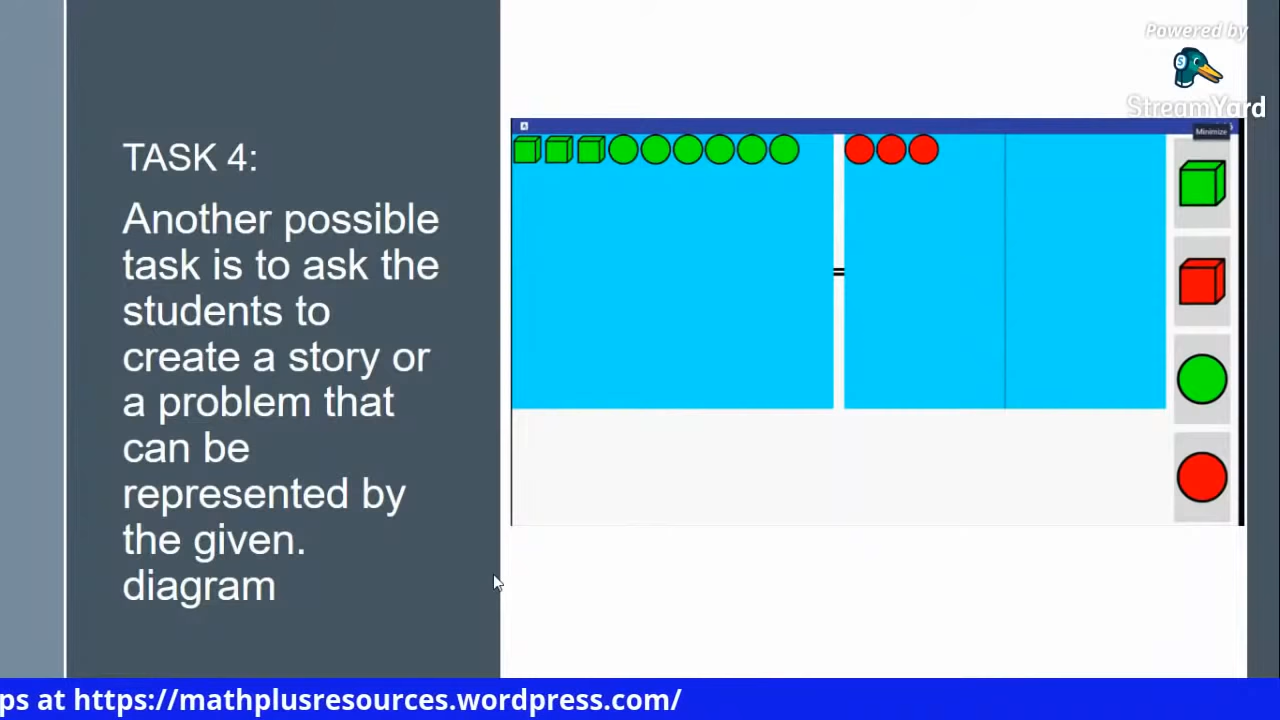 Powered by
StreamYard
Minimize
TASK 4:
Another possible
task is to ask the
students to
create a story or
a problem that
can be
represented by
the given.
diagram
=
ps at https://mathplusresources.wordpress.com/